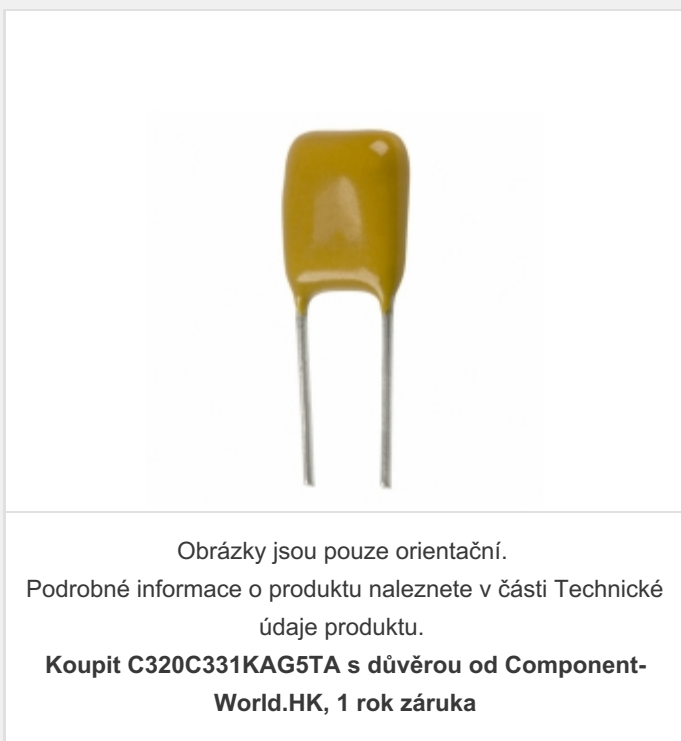 Obrázky jsou pouze orientační.
Podrobné informace o produktu naleznete v části Technické
údaje produktu.
Koupit C320C331KAG5TA s důvěrou od Component-
World.HK, 1 rok záruka